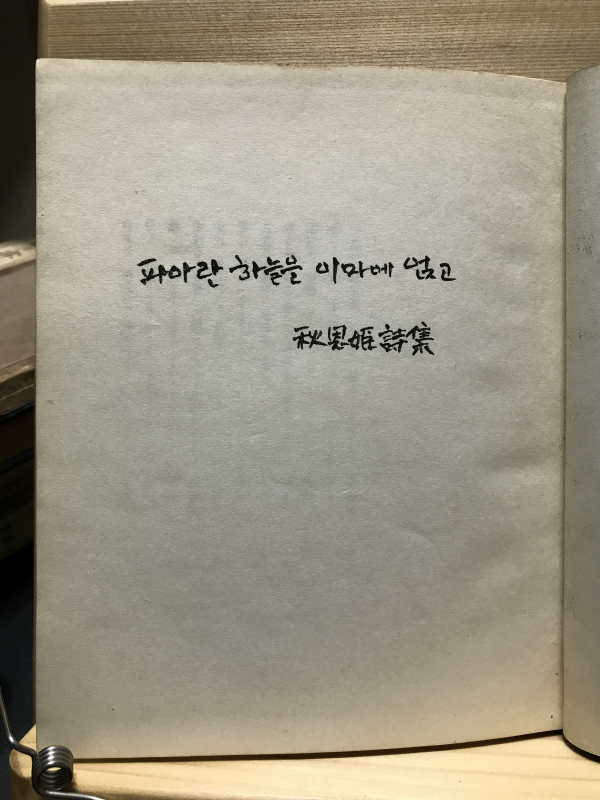 파아란 하늘을 이마에 얹고
秋恩姬詩集